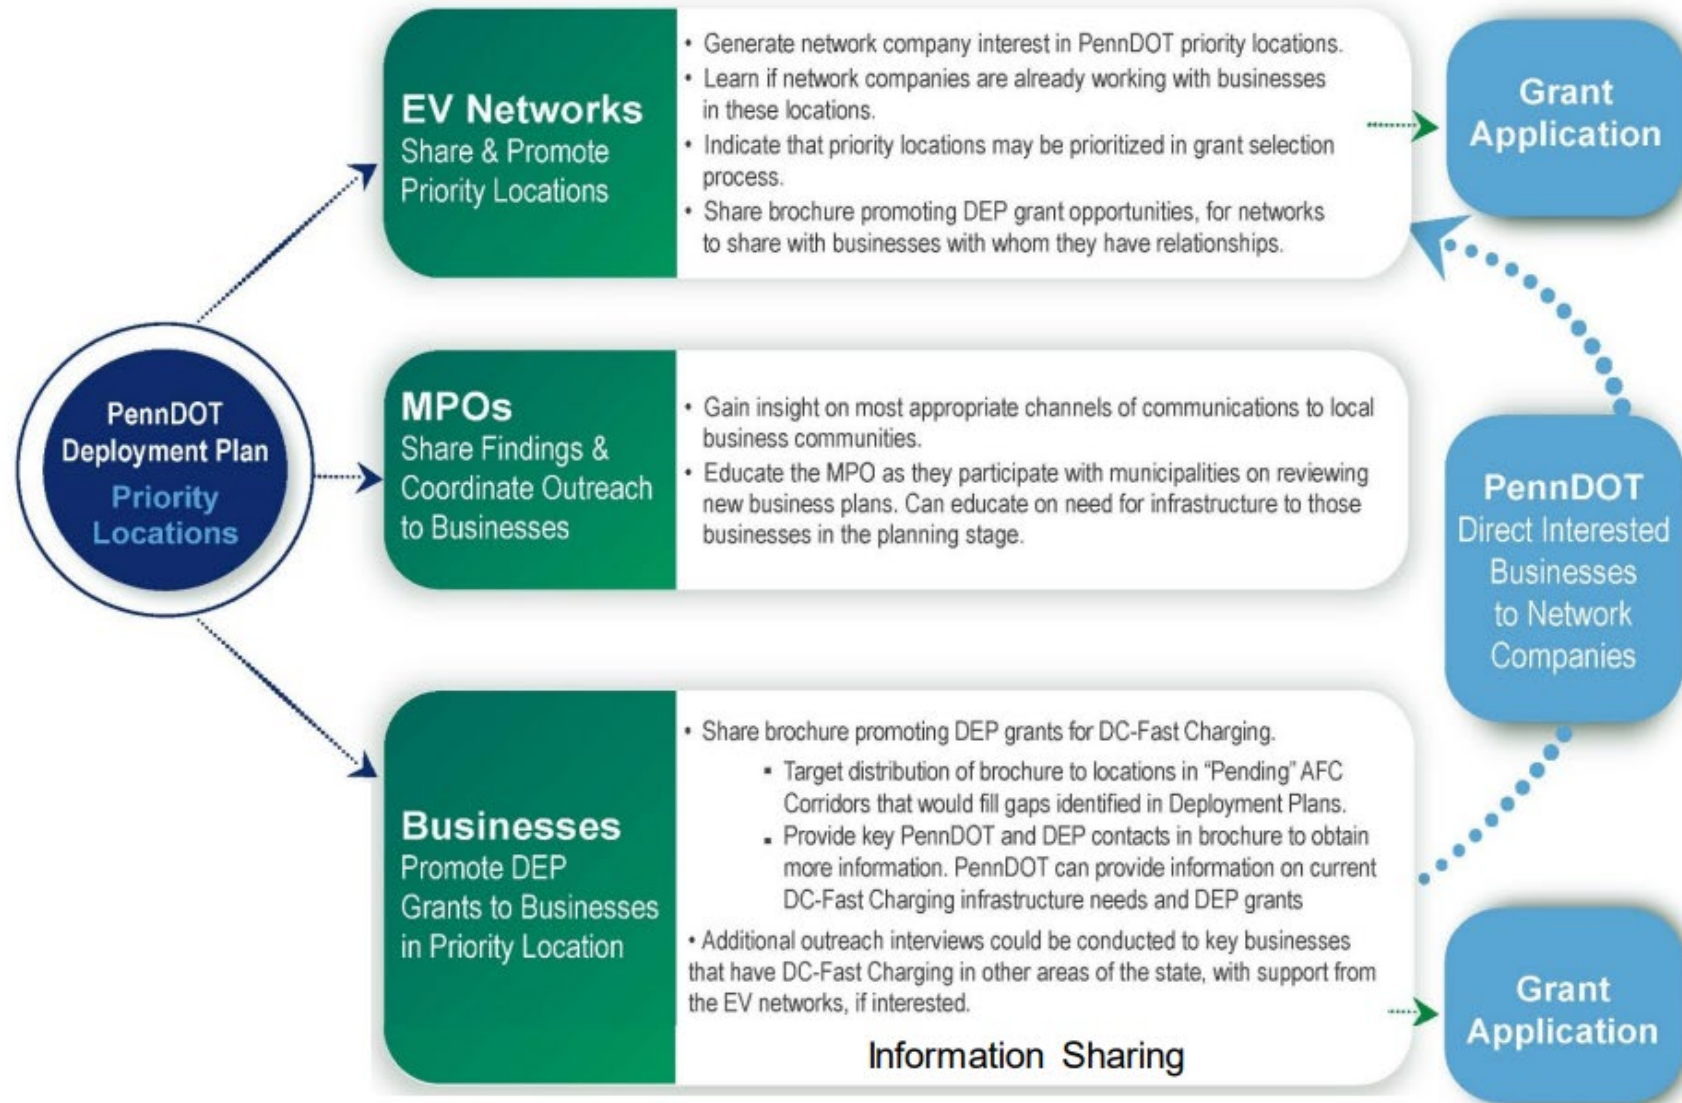 PennDOT
Deployment Plan
Priority
Locations
EV Networks
Share & Promote
Priority Locations
• Generate network company interest in PennDOT priority locations.
• Learn if network companies are already working with businesses
in these locations.
• Indicate that priority locations may be prioritized in grant selection
process.
• Share brochure promoting DEP grant opportunities, for networks
to share with businesses with whom they have relationships.
Grant
Application
MPOs
Share Findings &
Coordinate Outreach
to Businesses
• Gain insight on most appropriate channels of communications to local
business communities.
• Educate the MPO as they participate with municipalities on reviewing
new business plans. Can educate on need for infrastructure to those
businesses in the planning stage.
PennDOT
Direct Interested
Businesses
to Network
Companies
Businesses
Promote DEP
Grants to Businesses
in Priority Location
• Share brochure promoting DEP grants for DC-Fast Charging.
▪ Target distribution of brochure to locations in “Pending” AFC
Corridors that would fill gaps identified in Deployment Plans.
▪ Provide key PennDOT and DEP contacts in brochure to obtain
more information. PennDOT can provide information on current
DC-Fast Charging infrastructure needs and DEP grants
• Additional outreach interviews could be conducted to key businesses
that have DC-Fast Charging in other areas of the state, with support from
the EV networks, if interested.
Information Sharing
Grant
Application